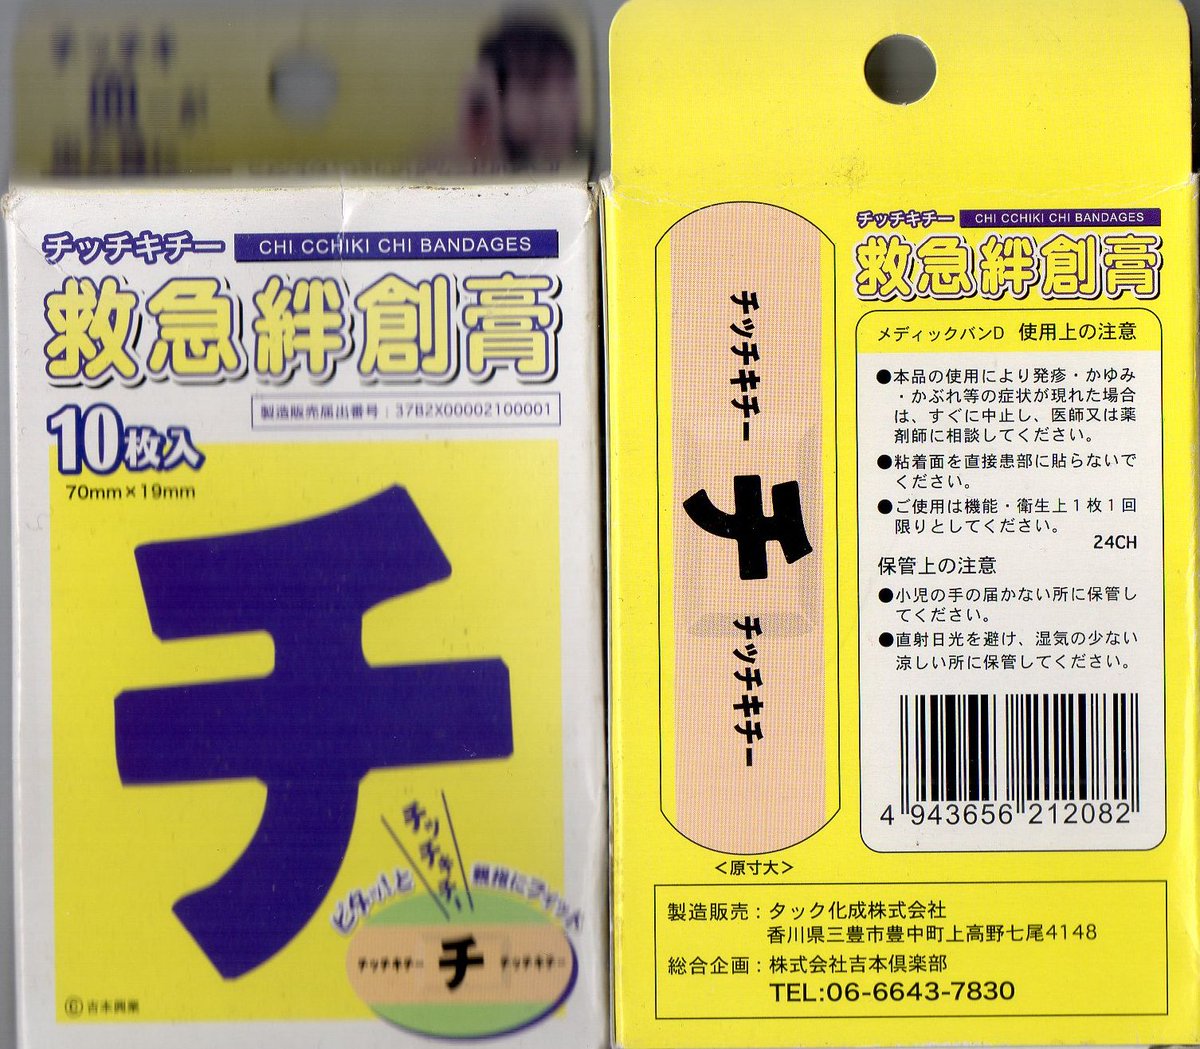 チッチキ
チッチキチー CHI CCHIKI CHI BANDAGES
救急絆創膏
10枚入
製造販売届出番号：37B2X00002100001
70mm×19mm
チ
チッチキチー
ピタッ!と
親指にフィット
チッチキチー チ チッチキチー
©吉本興業
チッチキチー CHI CCHIKI CHI BANDAGES
救急絆創膏
チッチキチー
チ
チッチキチー
<原寸大>
メディックバンD 使用上の注意
●本品の使用により発疹・かゆみ
・かぶれ等の症状が現れた場合
は、すぐに中止し、医師又は薬
剤師に相談してください。
●粘着面を直接患部に貼らないで
ください。
●ご使用は機能・衛生上1枚1回
限りとしてください。
24CH
保管上の注意
●小児の手の届かない所に保管し
てください。
●直射日光を避け、湿気の少ない
涼しい所に保管してください。
4 943656 212082
製造販売：タック化成株式会社
香川県三豊市豊中町上高野七尾4148
総合企画：株式会社吉本倶楽部
TEL:06-6643-7830